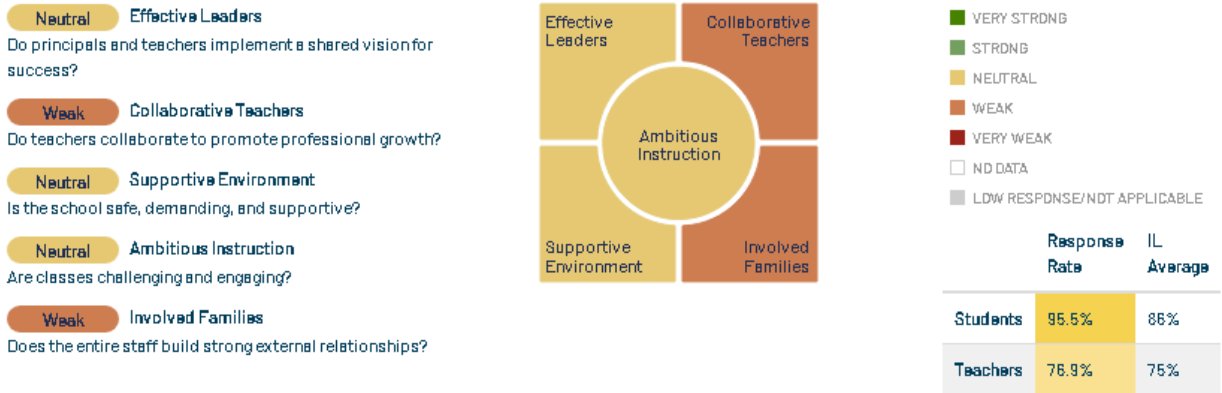 Neutral Effective Leaders
Do principals and teachers implement a shared vision for
success?
Weak Collaborative Teachers
Do teachers collaborate to promote professional growth?
Neutral Supportive Environment
Is the school safe, demanding, and supportive?
Neutral Ambitious Instruction
Are classes challenging and engaging?
Weak Involved Families
Does the entire staff build strong external relationships?
Effective
Leaders
Collaborative
Teachers
Ambitious
Instruction
Supportive
Environment
Involved
Families
VERY STRONG
STRONG
NEUTRAL
WEAK
VERY WEAK
NO DATA
LOW RESPONSE/NOT APPLICABLE
Response IL
Rate Average
Students 95.5% 86%
Teachers 76.9% 75%